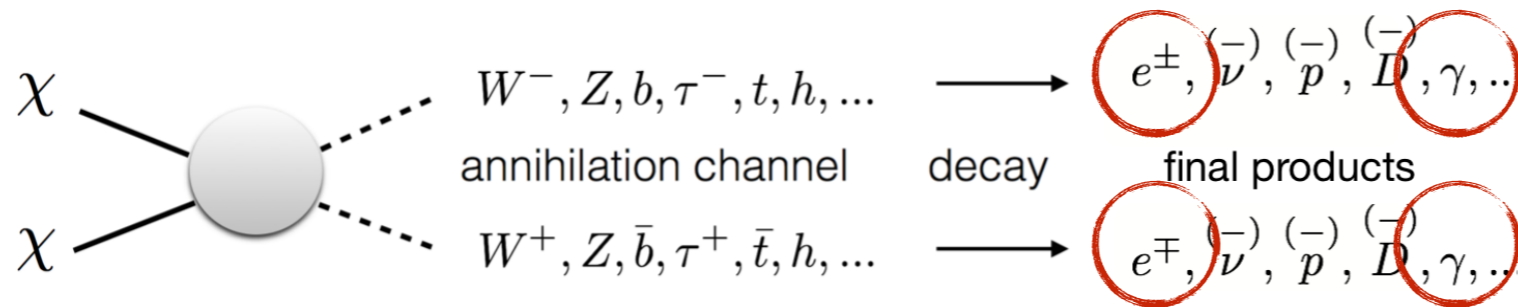 χ W⁻, Z, b, τ⁻, t, h, ... e±, (−)ν, (−)p, (−)D, γ, ...
annihilation channel decay final products
χ W⁺, Z, b̄, τ⁺, t̄, h, ... e∓, (−)ν, (−)p, (−)D, γ, ...